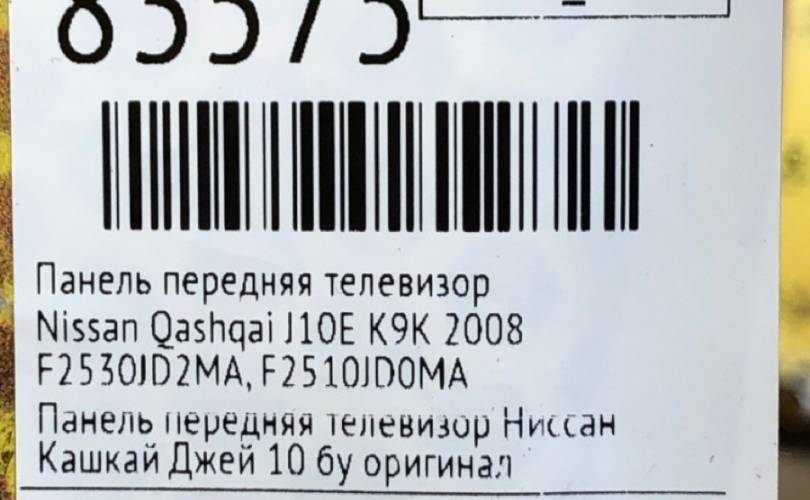 83575
Панель передняя телевизор
Nissan Qashqai J10E K9K 2008
F2530JD2MA, F2510JD0MA
Панель передняя телевизор Ниссан
Кашкай Джей 10 бу оригинал